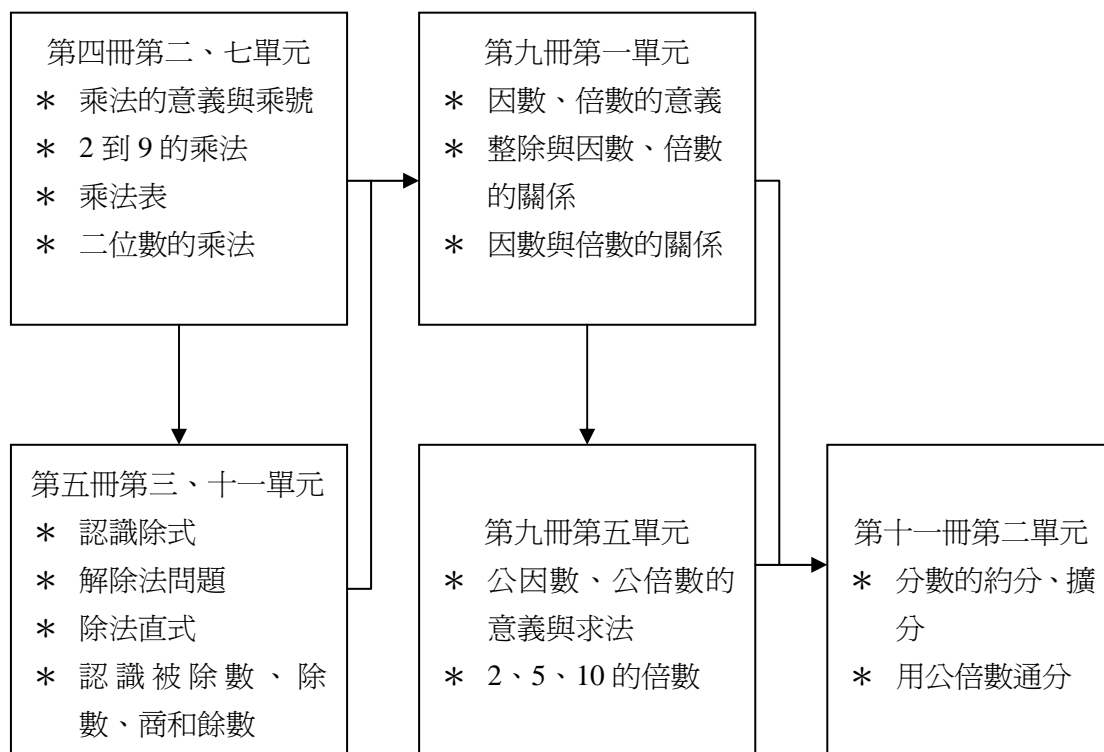 第四冊第二、七單元
＊ 乘法的意義與乘號
＊ 2 到 9 的乘法
＊ 乘法表
＊ 二位數的乘法
第九冊第一單元
＊ 因數、倍數的意義
＊ 整除與因數、倍數
的關係
＊ 因數與倍數的關係
第五冊第三、十一單元
＊ 認識除式
＊ 解除法問題
＊ 除法直式
＊ 認識被除數、除
數、商和餘數
第九冊第五單元
＊ 公因數、公倍數的
意義與求法
＊ 2、5、10 的倍數
第十一冊第二單元
＊ 分數的約分、擴
分
＊ 用公倍數通分